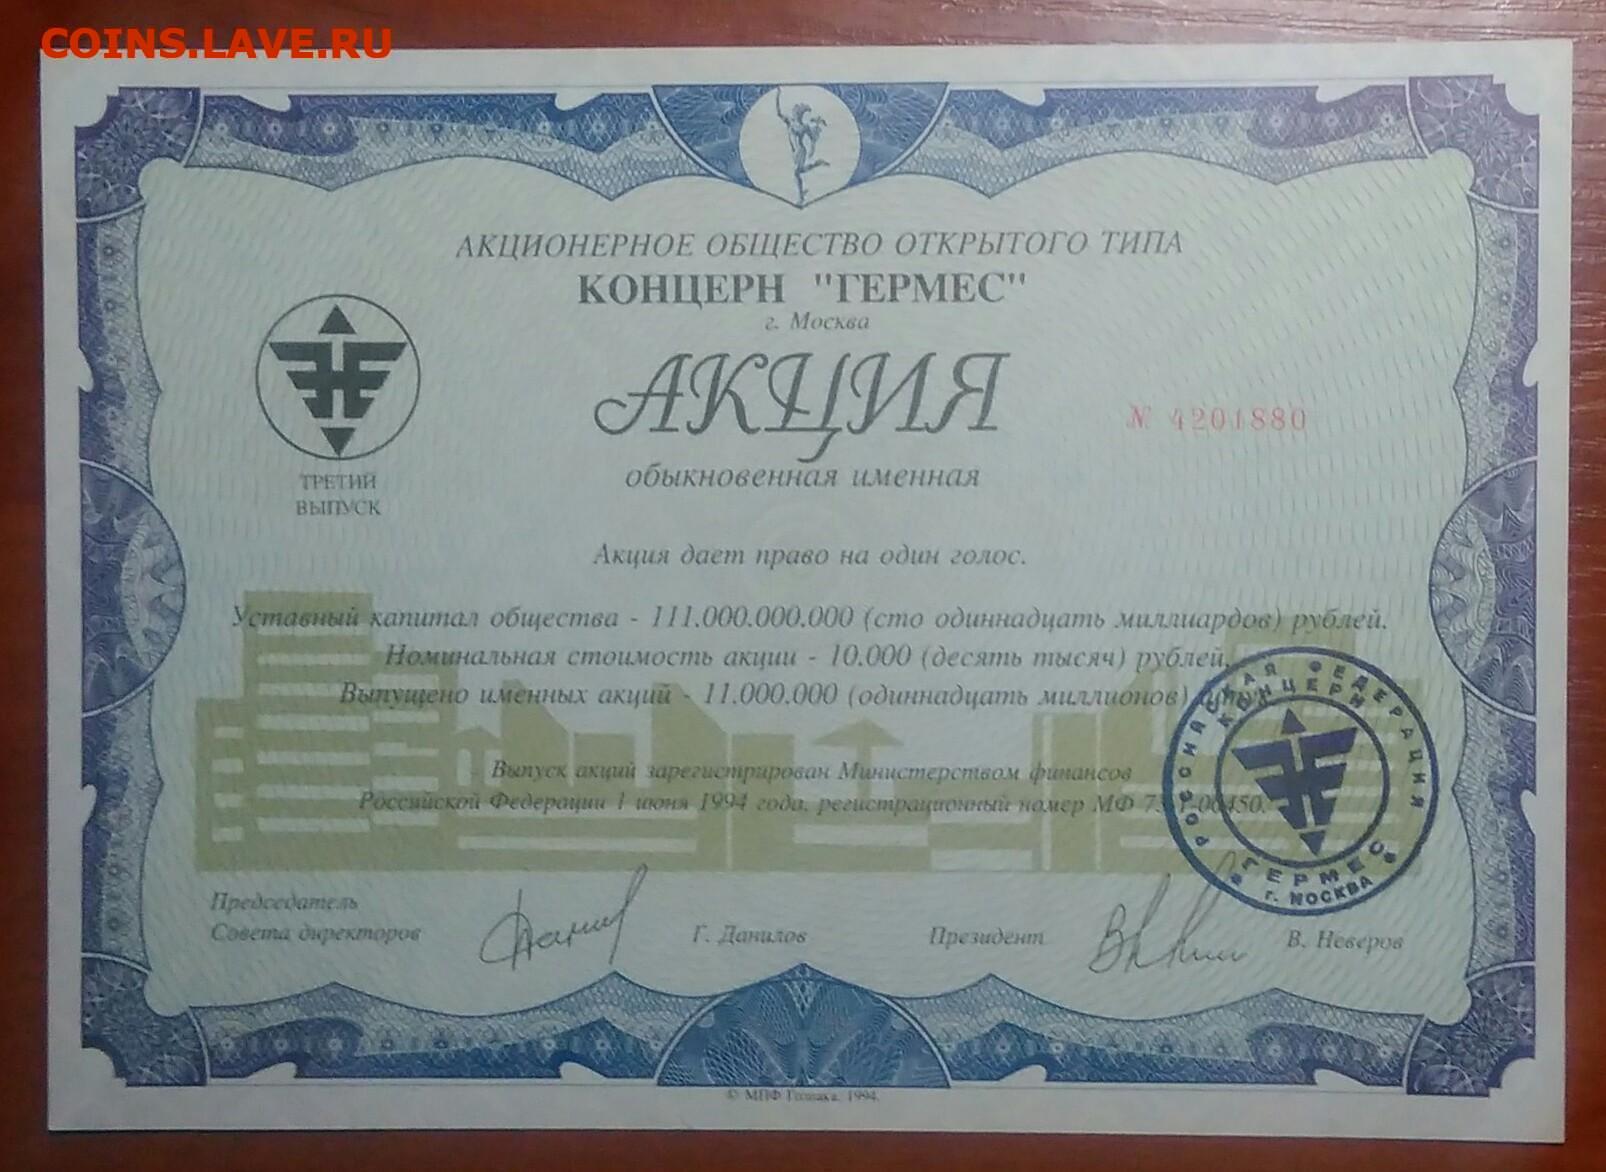 COINS.LAVE.RU
АКЦИОНЕРНОЕ ОБЩЕСТВО ОТКРЫТОГО ТИПА
КОНЦЕРН "ГЕРМЕС"
г. Москва
АКЦИЯ
№ 4201880
обыкновенная именная
ТРЕТИЙ
ВЫПУСК
Акция дает право на один голос.
Уставный капитал общества - 111.000.000.000 (сто одиннадцать миллиардов) рублей.
Номинальная стоимость акции - 10.000 (десять тысяч) рублей.
Выпущено именных акций - 11.000.000 (одиннадцать миллионов)
Выпуск акций зарегистрирован Министерством финансов
Российской Федерации 1 июня 1994 года, регистрационный номер МФ
РОССИЙСКАЯ ФЕДЕРАЦИЯ
КОНЦЕРН
ГЕРМЕС
г. МОСКВА
Председатель
Совета директоров
Г. Данилов
Президент
В. Неверов
© МПФ Гознака. 1994.